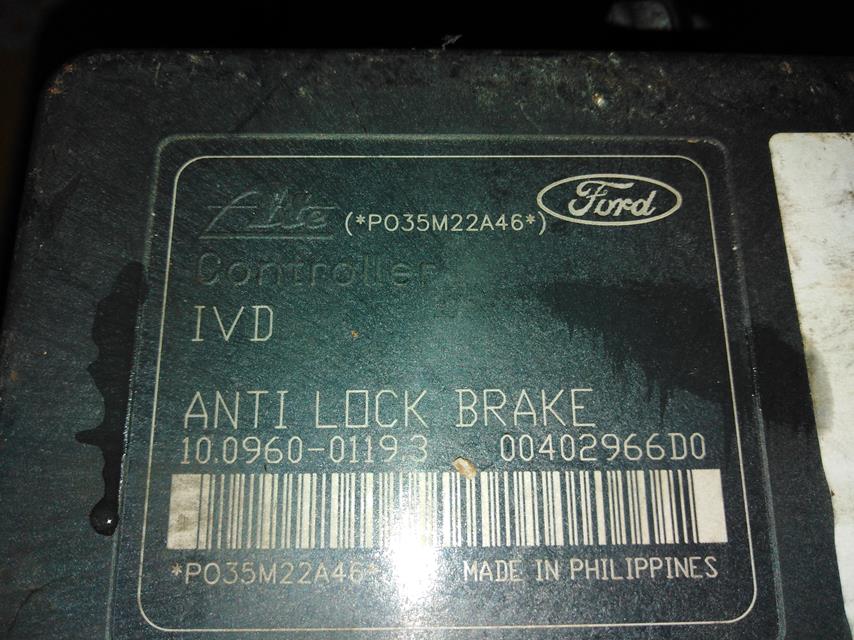 Ate (*P035M22A46*) Ford
Controller
IVD
ANTI LOCK BRAKE
10.0960-0119.3 00402966D0
*P035M22A46*
MADE IN PHILIPPINES